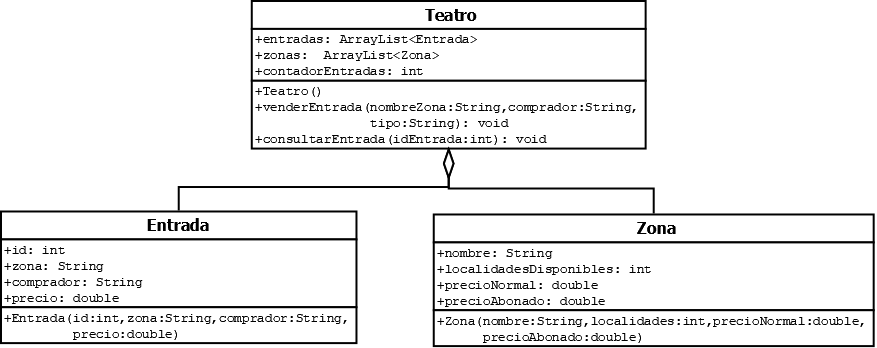 Teatro
+entradas: ArrayList<Entrada>
+zonas:  ArrayList<Zona>
+contadorEntradas: int
+Teatro()
+venderEntrada(nombreZona:String,comprador:String,
tipo:String): void
+consultarEntrada(idEntrada:int): void
Entrada
+id: int
+zona: String
+comprador: String
+precio: double
+Entrada(id:int,zona:String,comprador:String,
precio:double)
Zona
+nombre: String
+localidadesDisponibles: int
+precioNormal: double
+precioAbonado: double
+Zona(nombre:String,localidades:int,precioNormal:double,
precioAbonado:double)